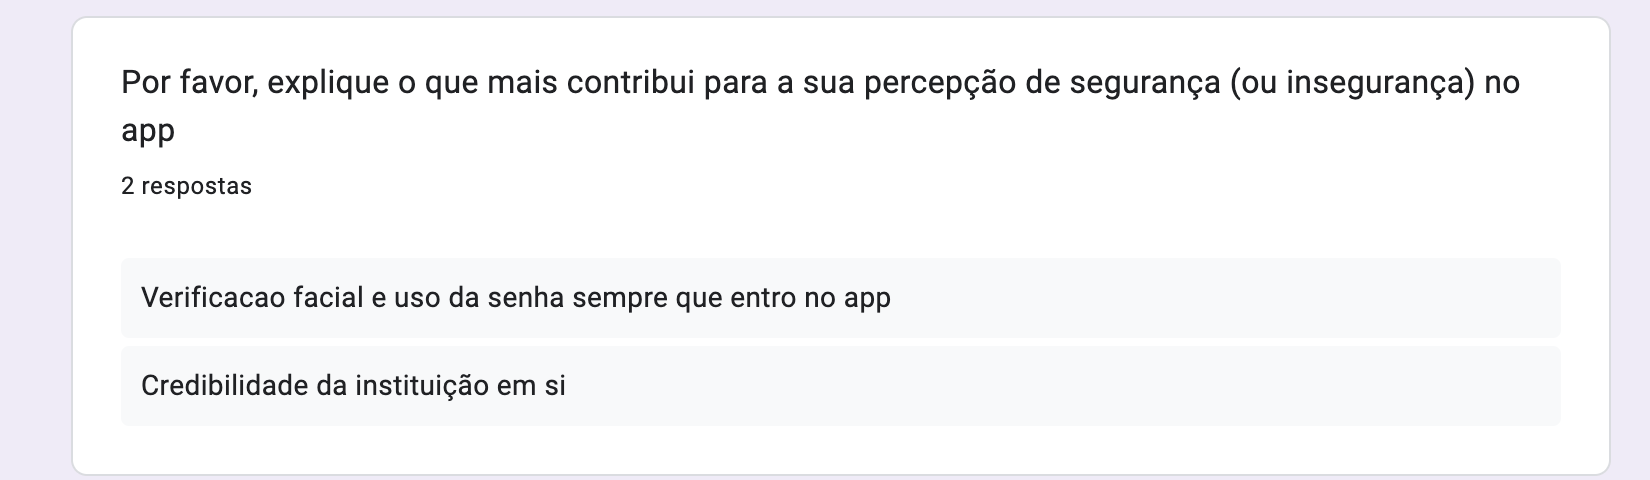 Por favor, explique o que mais contribui para a sua percepção de segurança (ou insegurança) no
app
2 respostas
Verificacao facial e uso da senha sempre que entro no app
Credibilidade da instituição em si